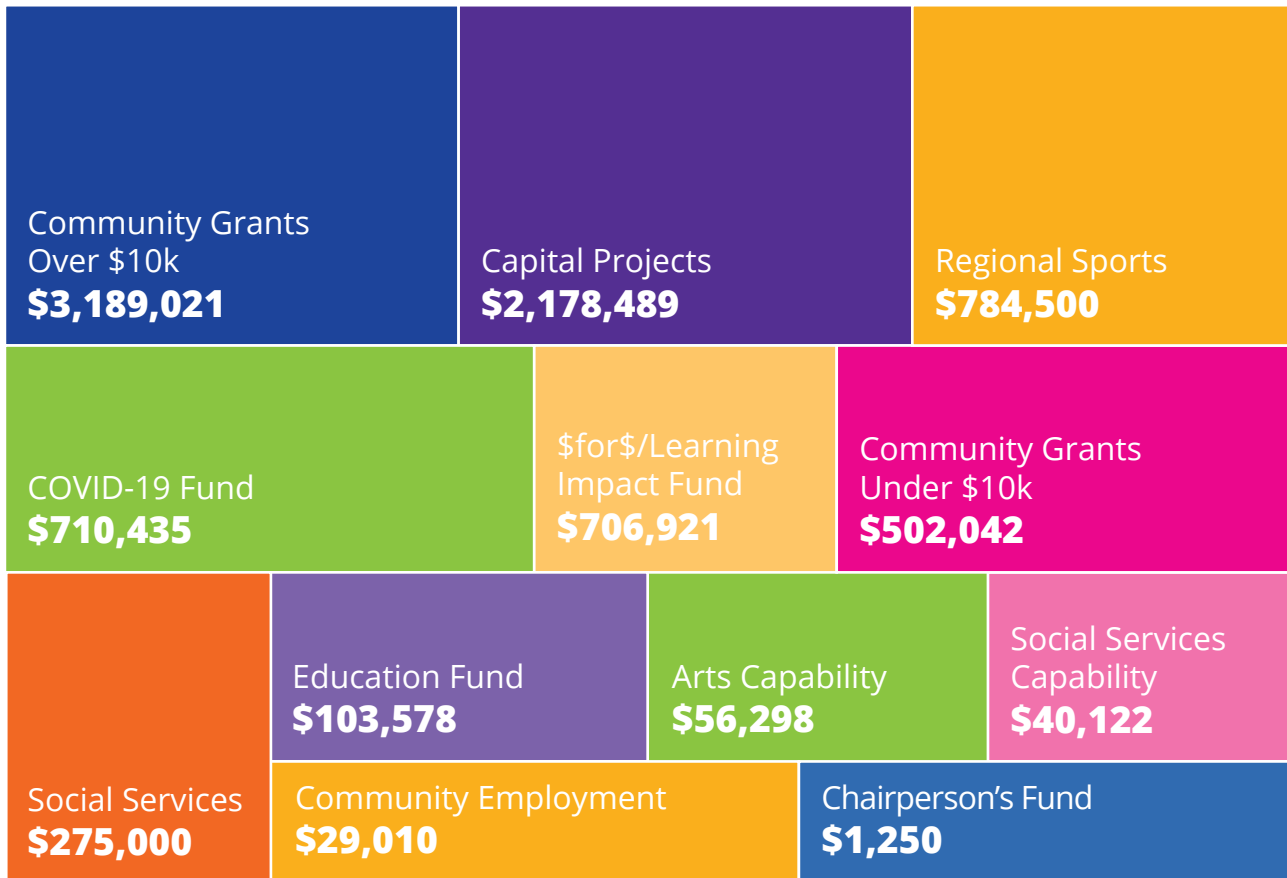 Community Grants
Over $10k
$3,189,021
Capital Projects
$2,178,489
Regional Sports
$784,500
COVID-19 Fund
$710,435
$for$/Learning
Impact Fund
$706,921
Community Grants
Under $10k
$502,042
Social Services
$275,000
Education Fund
$103,578
Arts Capability
$56,298
Social Services
Capability
$40,122
Community Employment
$29,010
Chairperson’s Fund
$1,250